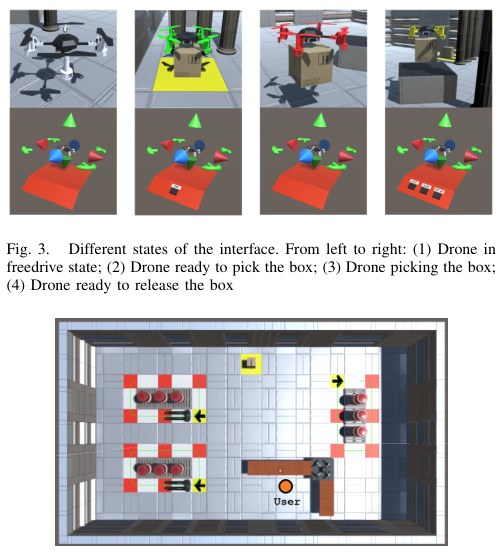 Fig. 3. Different states of the interface. From left to right: (1) Drone in
freedrive state; (2) Drone ready to pick the box; (3) Drone picking the box;
(4) Drone ready to release the box
User